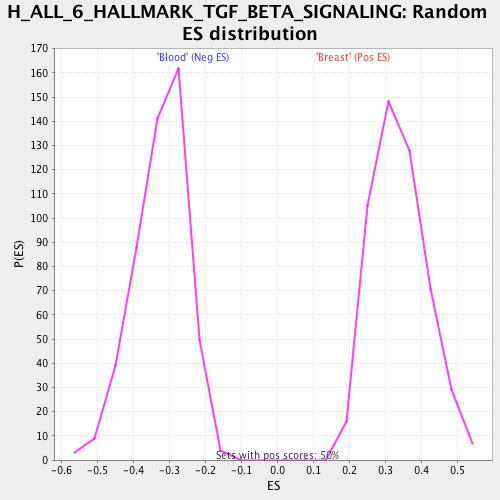 H_ALL_6_HALLMARK_TGF_BETA_SIGNALING: Random
ES distribution
'Blood' (Neg ES)
'Breast' (Pos ES)
P(ES)
170
160
150
140
130
120
110
100
90
80
70
60
50
40
30
20
10
0
Sets with pos scores: 50%
-0.6 -0.5 -0.4 -0.3 -0.2 -0.1 0.0 0.1 0.2 0.3 0.4 0.5
ES